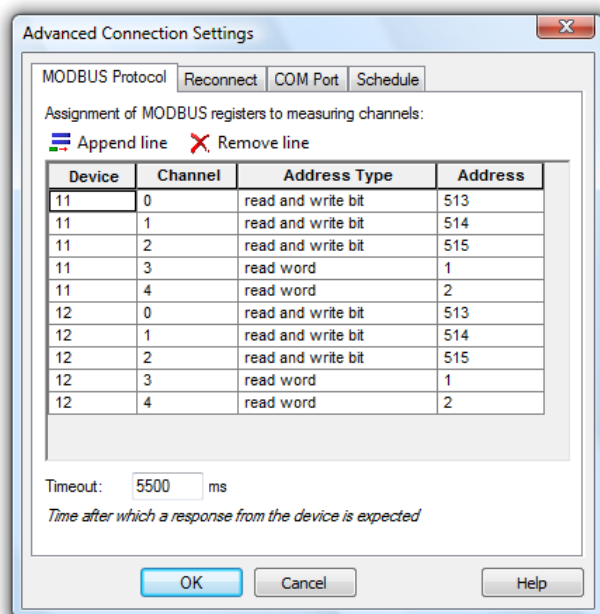 Advanced Connection Settings
MODBUS Protocol Reconnect COM Port Schedule
Assignment of MODBUS registers to measuring channels:
Append line Remove line
Device Channel Address Type Address
11 0 read and write bit 513
11 1 read and write bit 514
11 2 read and write bit 515
11 3 read word 1
11 4 read word 2
12 0 read and write bit 513
12 1 read and write bit 514
12 2 read and write bit 515
12 3 read word 1
12 4 read word 2
Timeout: 5500 ms
Time after which a response from the device is expected
OK Cancel Help